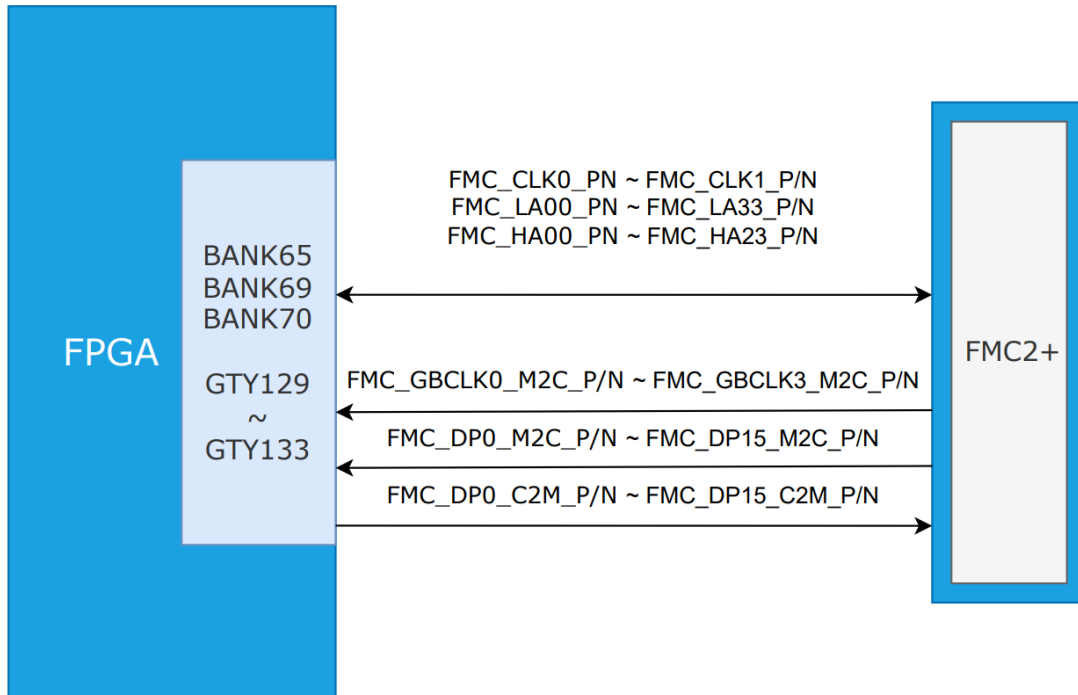 FMC_CLK0_PN ~ FMC_CLK1_P/N
FMC_LA00_PN ~ FMC_LA33_P/N
FMC_HA00_PN ~ FMC_HA23_P/N
BANK65
BANK69
BANK70
FPGA
FMC2+
GTY129
~
GTY133
FMC_GBCLK0_M2C_P/N ~ FMC_GBCLK3_M2C_P/N
FMC_DP0_M2C_P/N ~ FMC_DP15_M2C_P/N
FMC_DP0_C2M_P/N ~ FMC_DP15_C2M_P/N